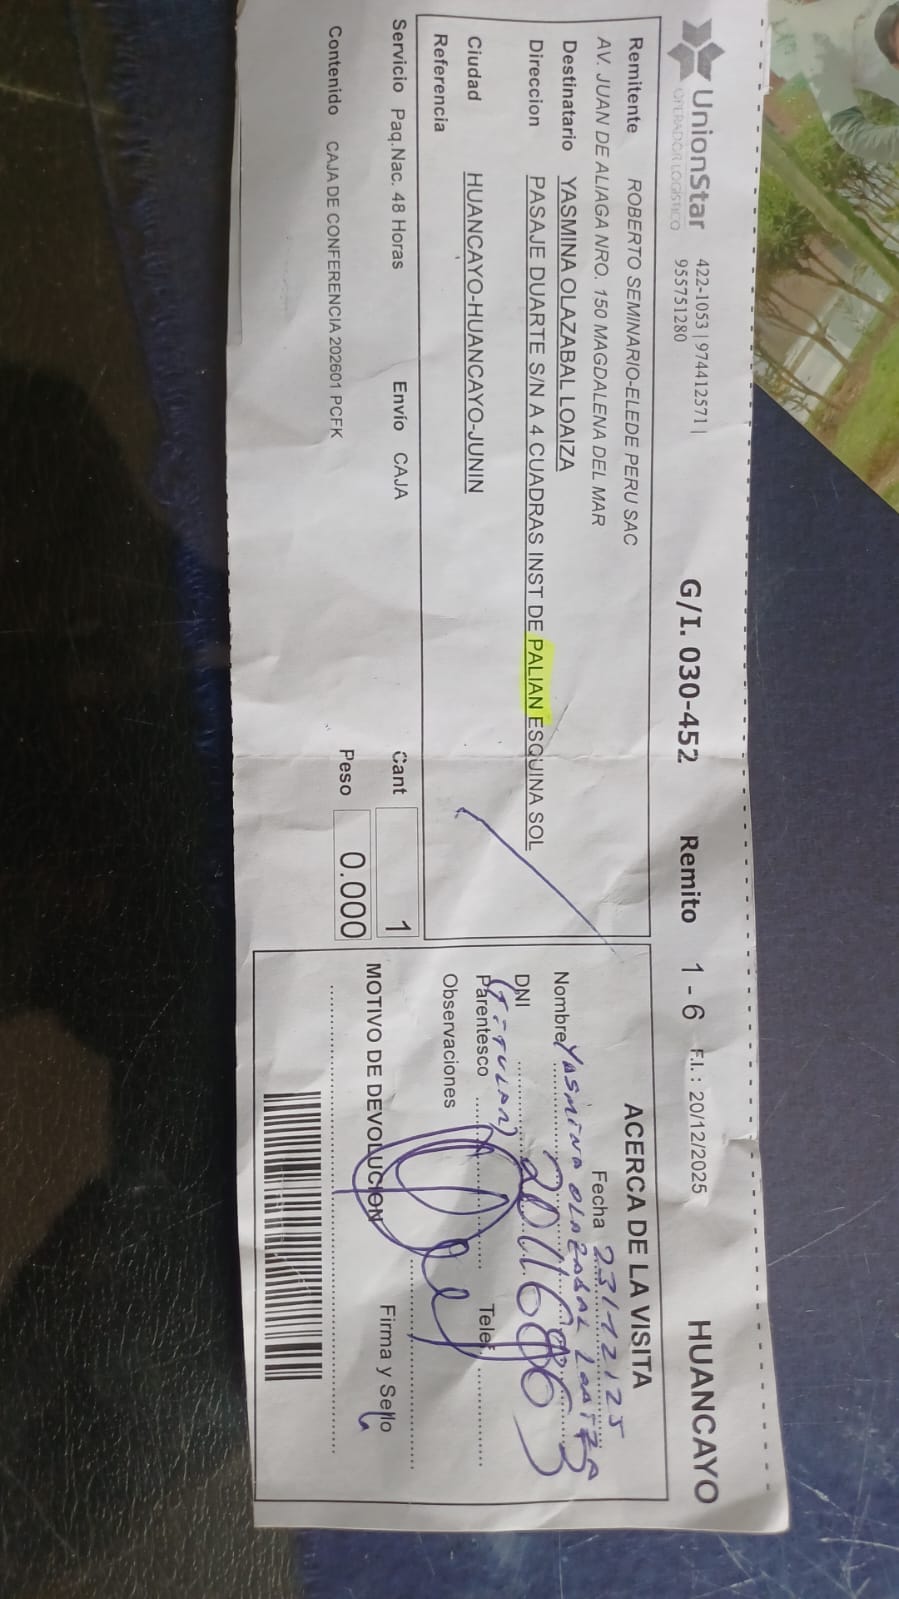 UnionStar
OPERADOR LOGISTICO
422-1053 | 974412571 |
955751280
G/I. 030-452
Remito 1 - 6
F.I. : 20/12/2025
HUANCAYO
Remitente ROBERTO SEMINARIO-ELEDE PERU SAC
AV. JUAN DE ALIAGA NRO. 150 MAGDALENA DEL MAR
Destinatario YASMINA OLAZABAL LOAIZA
Direccion PASAJE DUARTE S/N A 4 CUADRAS INST DE PALIAN ESQUINA SOL
Ciudad HUANCAYO-HUANCAYO-JUNIN
Referencia
Servicio Paq.Nac. 48 Horas Envío CAJA Cant 1
Contenido CAJA DE CONFERENCIA 202601 PCFK Peso 0.000
ACERCA DE LA VISITA
Fecha 23/12/25
Nombre YASMINA OLAZABAL LOAIZA
DNI
(TITULAR)
Parentesco Telef
Observaciones
Firma y Sello
MOTIVO DE DEVOLUCION